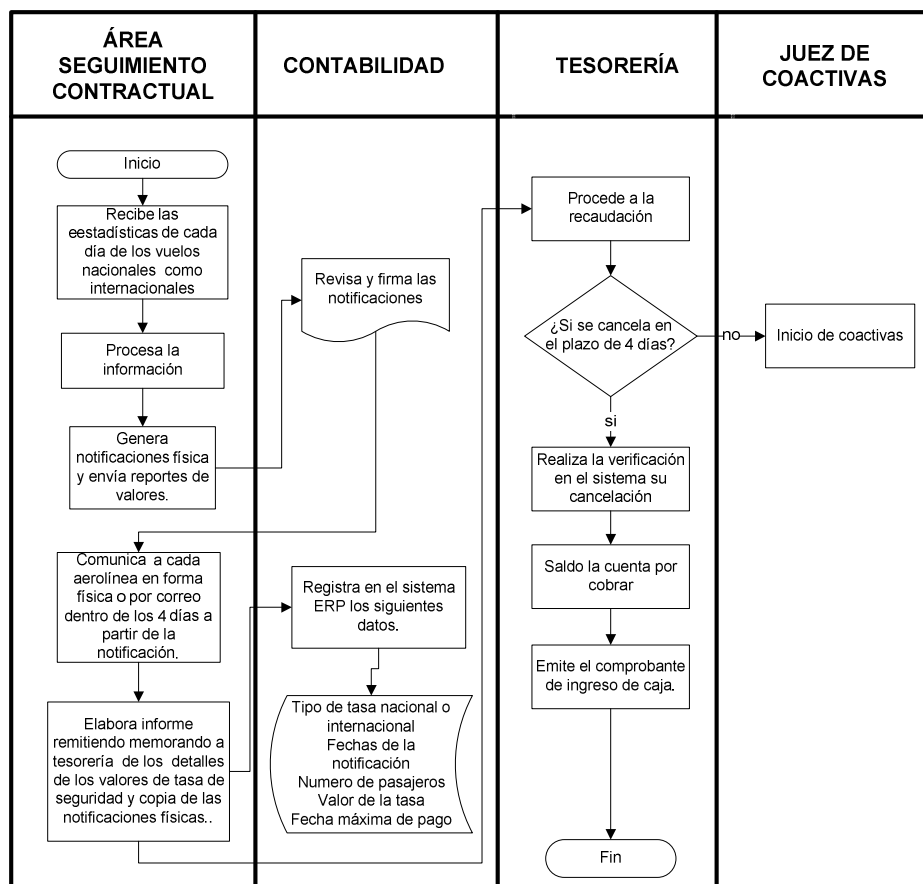 ÁREA
SEGUIMIENTO
CONTRACTUAL
CONTABILIDAD
TESORERÍA
JUEZ DE
COACTIVAS
Inicio
Recibe las
eestadísticas de cada
día de los vuelos
nacionales como
internacionales
Procesa la
información
Genera
notificaciones física
y envía reportes de
valores.
Comunica a cada
aerolínea en forma
física o por correo
dentro de los 4 días a
partir de la
notificación.
Elabora informe
remitiendo memorando a
tesorería de los detalles
de los valores de tasa de
seguridad y copia de las
notificaciones físicas..
Revisa y firma las
notificaciones
Registra en el sistema
ERP los siguientes
datos.
Tipo de tasa nacional o
internacional
Fechas de la
notificación
Numero de pasajeros
Valor de la tasa
Fecha máxima de pago
Procede a la
recaudación
¿Si se cancela en
el plazo de 4 días?
no
si
Realiza la verificación
en el sistema su
cancelación
Saldo la cuenta por
cobrar
Emite el comprobante
de ingreso de caja.
Fin
Inicio de coactivas